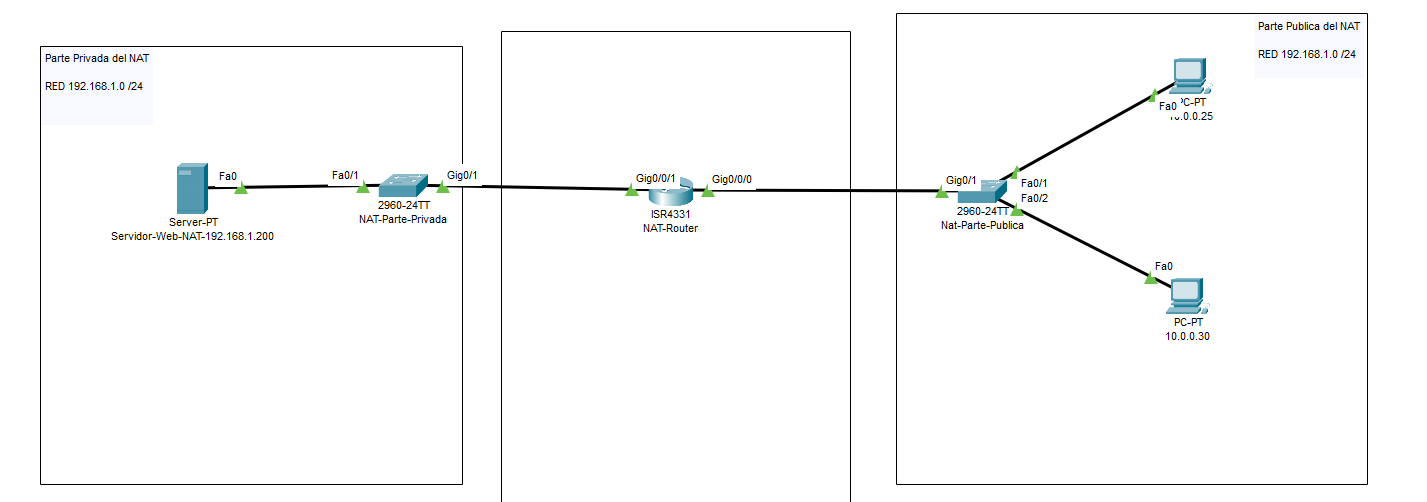 Parte Privada del NAT
RED 192.168.1.0 /24
Fa0
Fa0/1
Gig0/1
Server-PT
Servidor-Web-NAT-192.168.1.200
2960-24TT
NAT-Parte-Privada
Gig0/0/1
Gig0/0/0
ISR4331
NAT-Router
Parte Publica del NAT
RED 192.168.1.0 /24
Gig0/1
Fa0/1
Fa0/2
2960-24TT
Nat-Parte-Publica
Fa0
PC-PT
.0.0.25
Fa0
PC-PT
10.0.0.30